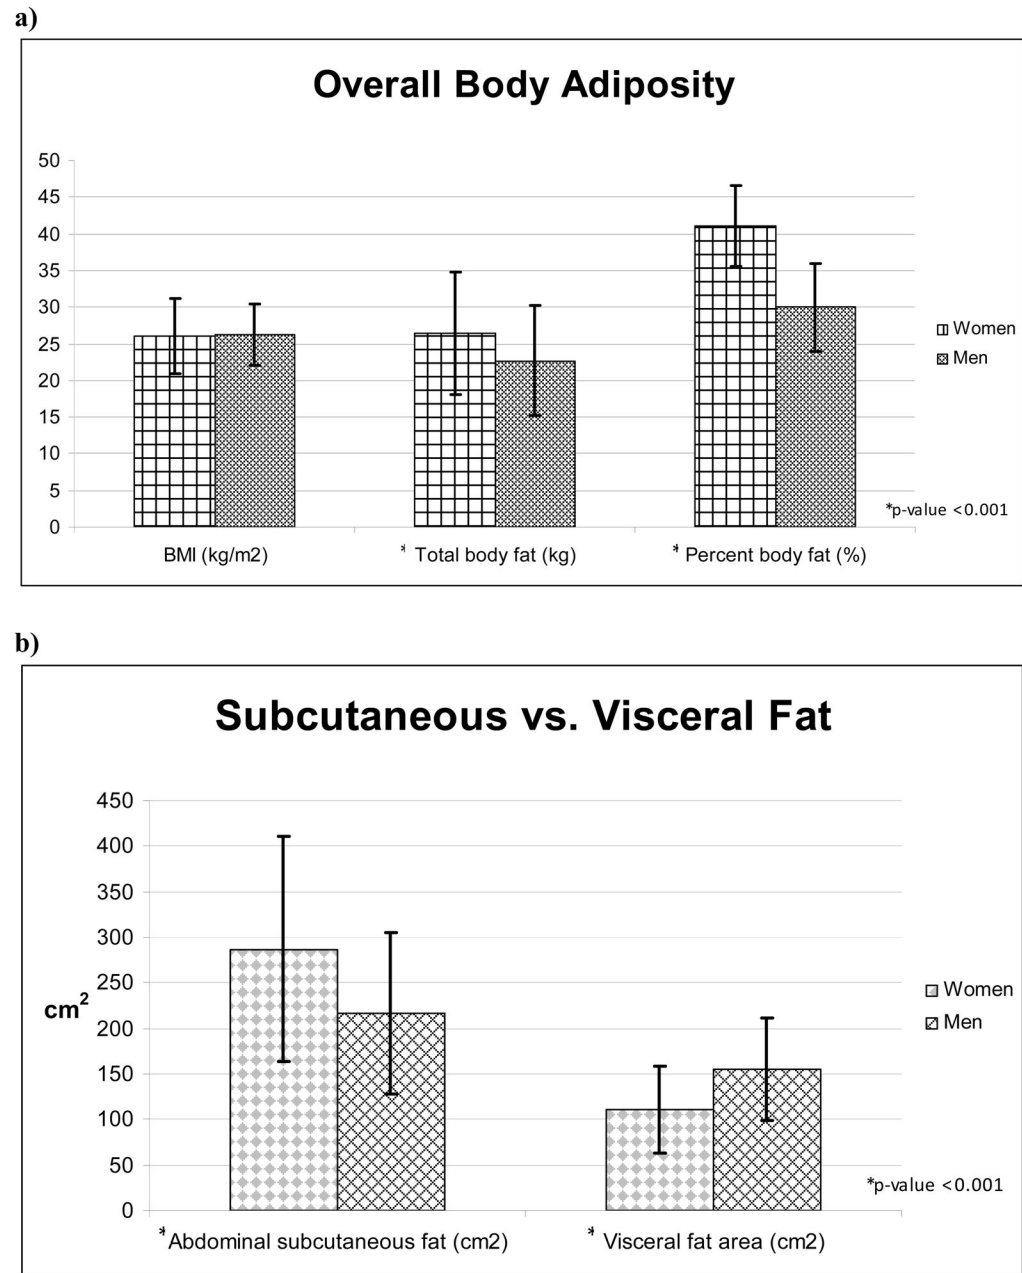 a)
Overall Body Adiposity
50
45
40
35
30
25
20
15
10
5
0
Women
Men
*p-value <0.001
BMI (kg/m2)
* Total body fat (kg)
* Percent body fat (%)
b)
Subcutaneous vs. Visceral Fat
450
400
350
300
250
cm²
200
150
100
50
0
Women
Men
*p-value <0.001
*Abdominal subcutaneous fat (cm2)
* Visceral fat area (cm2)